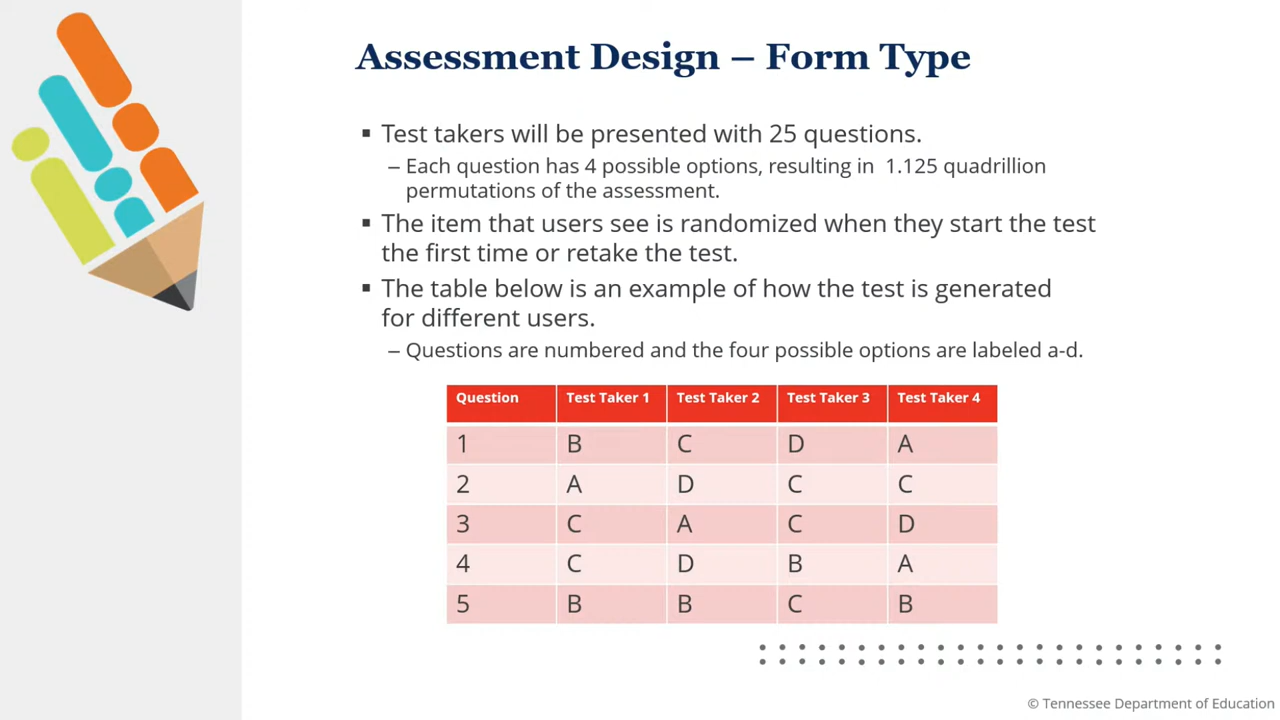 Assessment Design – Form Type
▪ Test takers will be presented with 25 questions.
– Each question has 4 possible options, resulting in 1.125 quadrillion
permutations of the assessment.
▪ The item that users see is randomized when they start the test
the first time or retake the test.
▪ The table below is an example of how the test is generated
for different users.
– Questions are numbered and the four possible options are labeled a-d.
Question Test Taker 1 Test Taker 2 Test Taker 3 Test Taker 4
1 B C D A
2 A D C C
3 C A C D
4 C D B A
5 B B C B
© Tennessee Department of Education